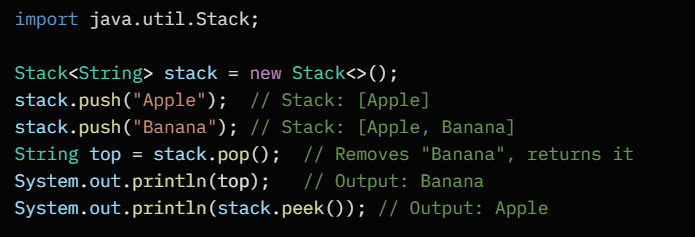 import java.util.Stack;
Stack<String> stack = new Stack<>();
stack.push("Apple");  // Stack: [Apple]
stack.push("Banana"); // Stack: [Apple, Banana]
String top = stack.pop();  // Removes "Banana", returns it
System.out.println(top);   // Output: Banana
System.out.println(stack.peek()); // Output: Apple